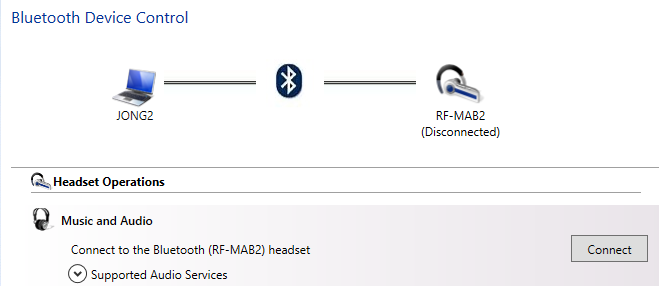 Bluetooth Device Control
JONG2
RF-MAB2
(Disconnected)
Headset Operations
Music and Audio
Connect to the Bluetooth (RF-MAB2) headset
Connect
Supported Audio Services